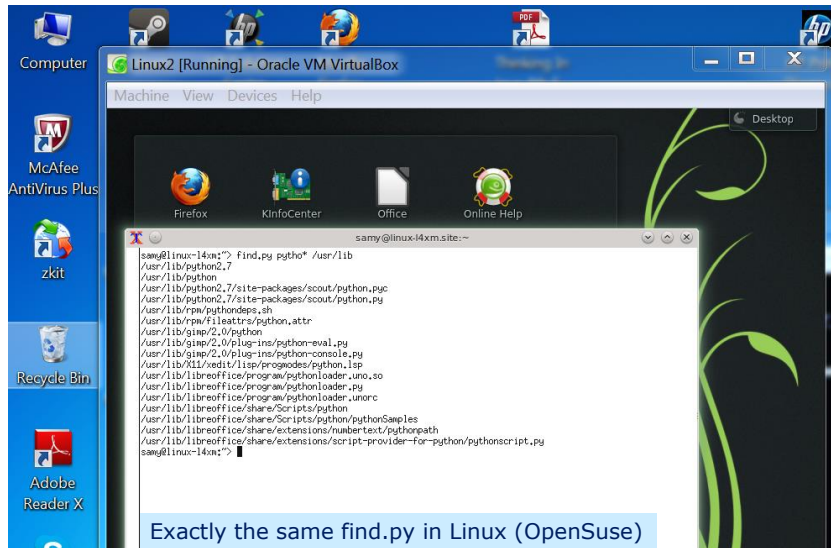 PDF
Computer
Linux2 [Running] - Oracle VM VirtualBox
Machine View Devices Help
Desktop
McAfee
AntiVirus Plus
Firefox
KInfoCenter
Office
Online Help
samy@linux-l4xm.site:~
zkit
samy@linux-l4xm:~> find.py pytho* /usr/lib
/usr/lib/python2.7
/usr/lib/python
/usr/lib/python2.7/site-packages/scout/python.pyc
/usr/lib/python2.7/site-packages/scout/python.py
/usr/lib/rpm/pythondeps.sh
/usr/lib/rpm/fileattrs/python.attr
/usr/lib/gimp/2.0/python
/usr/lib/gimp/2.0/plug-ins/python-eval.py
/usr/lib/gimp/2.0/plug-ins/python-console.py
/usr/lib/X11/xedit/lisp/progmodes/python.lsp
/usr/lib/libreoffice/program/pythonloader.uno.so
/usr/lib/libreoffice/program/pythonloader.py
/usr/lib/libreoffice/program/pythonloader.unorc
/usr/lib/libreoffice/share/Scripts/python
/usr/lib/libreoffice/share/Scripts/python/pythonSamples
/usr/lib/libreoffice/share/extensions/numbertext/pythonpath
/usr/lib/libreoffice/share/extensions/script-provider-for-python/pythonscript.py
samy@linux-l4xm:~>
Recycle Bin
Adobe
Reader X
Exactly the same find.py in Linux (OpenSuse)